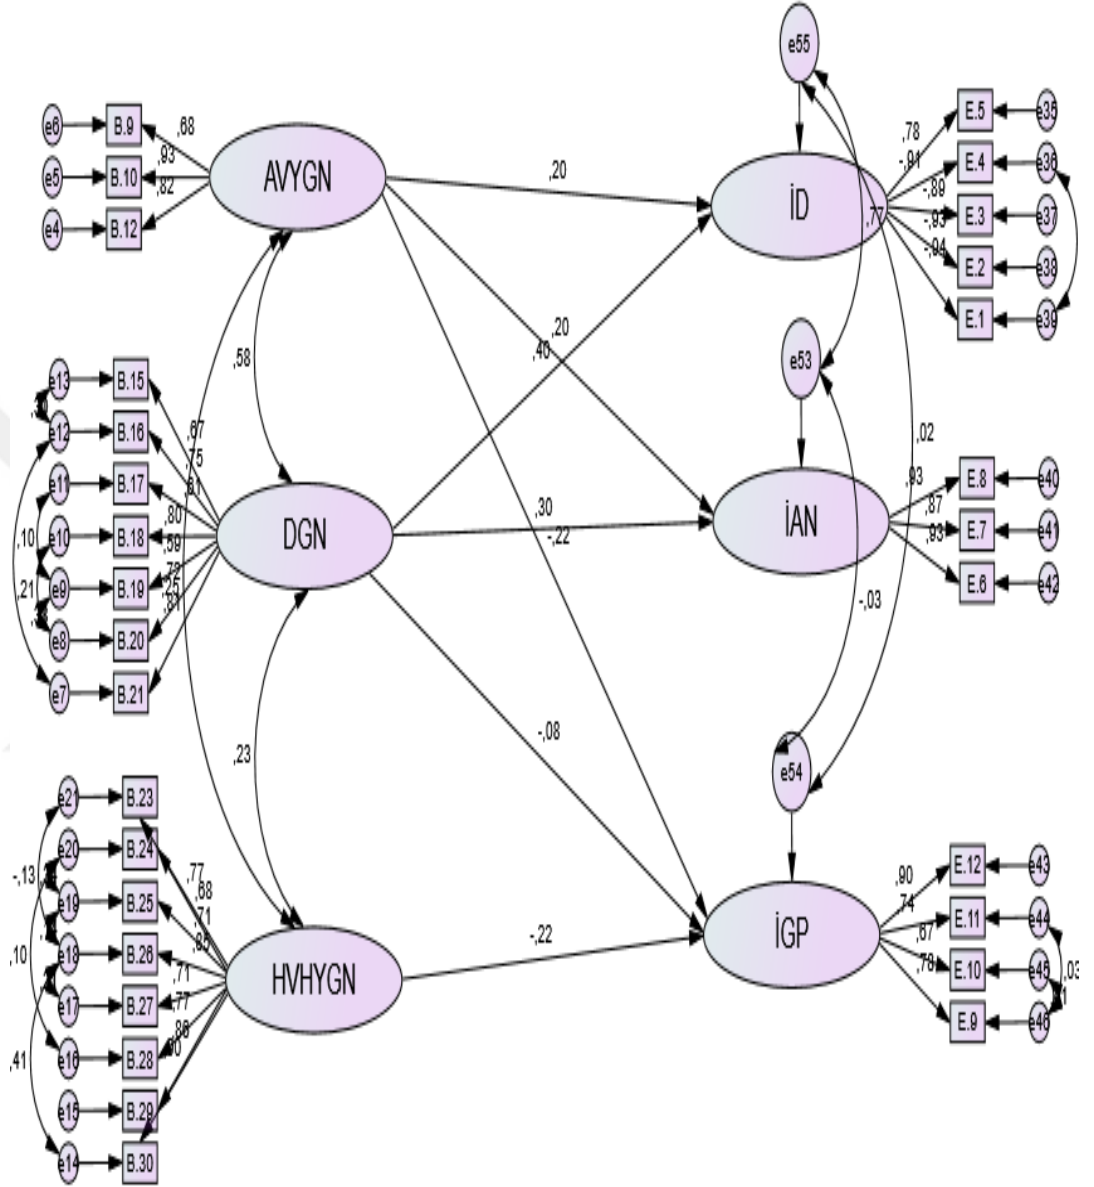 e55
e6 B.9 ,68
,93
e5 B.10
,82
e4 B.12
AVYGN
,20
İD
,77
,78
-,91
-,89
-,93
-,94
E.5 e35
E.4 e36
E.3 e37
E.2 e38
E.1 e39
,58
,20
,40
e53
e13 B.15
e12 B.16
e11 B.17
e10 B.18
e9 B.19
e8 B.20
e7 B.21
,10
,21
,67
,75
,80
,59
DGN
,30
-,22
İAN
,02
,93
,87
,93
E.8 e40
E.7 e41
E.6 e42
-,03
,23
-,08
e54
e21 B.23
e20 B.24
e19 B.25
e18 B.26
e17 B.27
e16 B.28
e15 B.29
e14 B.30
-,13
,10
,41
,77
,68
,71
,85
,71
,77
HVHYGN
-,22
İGP
,90
,74
,67
,78
E.12 e43
E.11 e44
E.10 e45
E.9 e46
,03